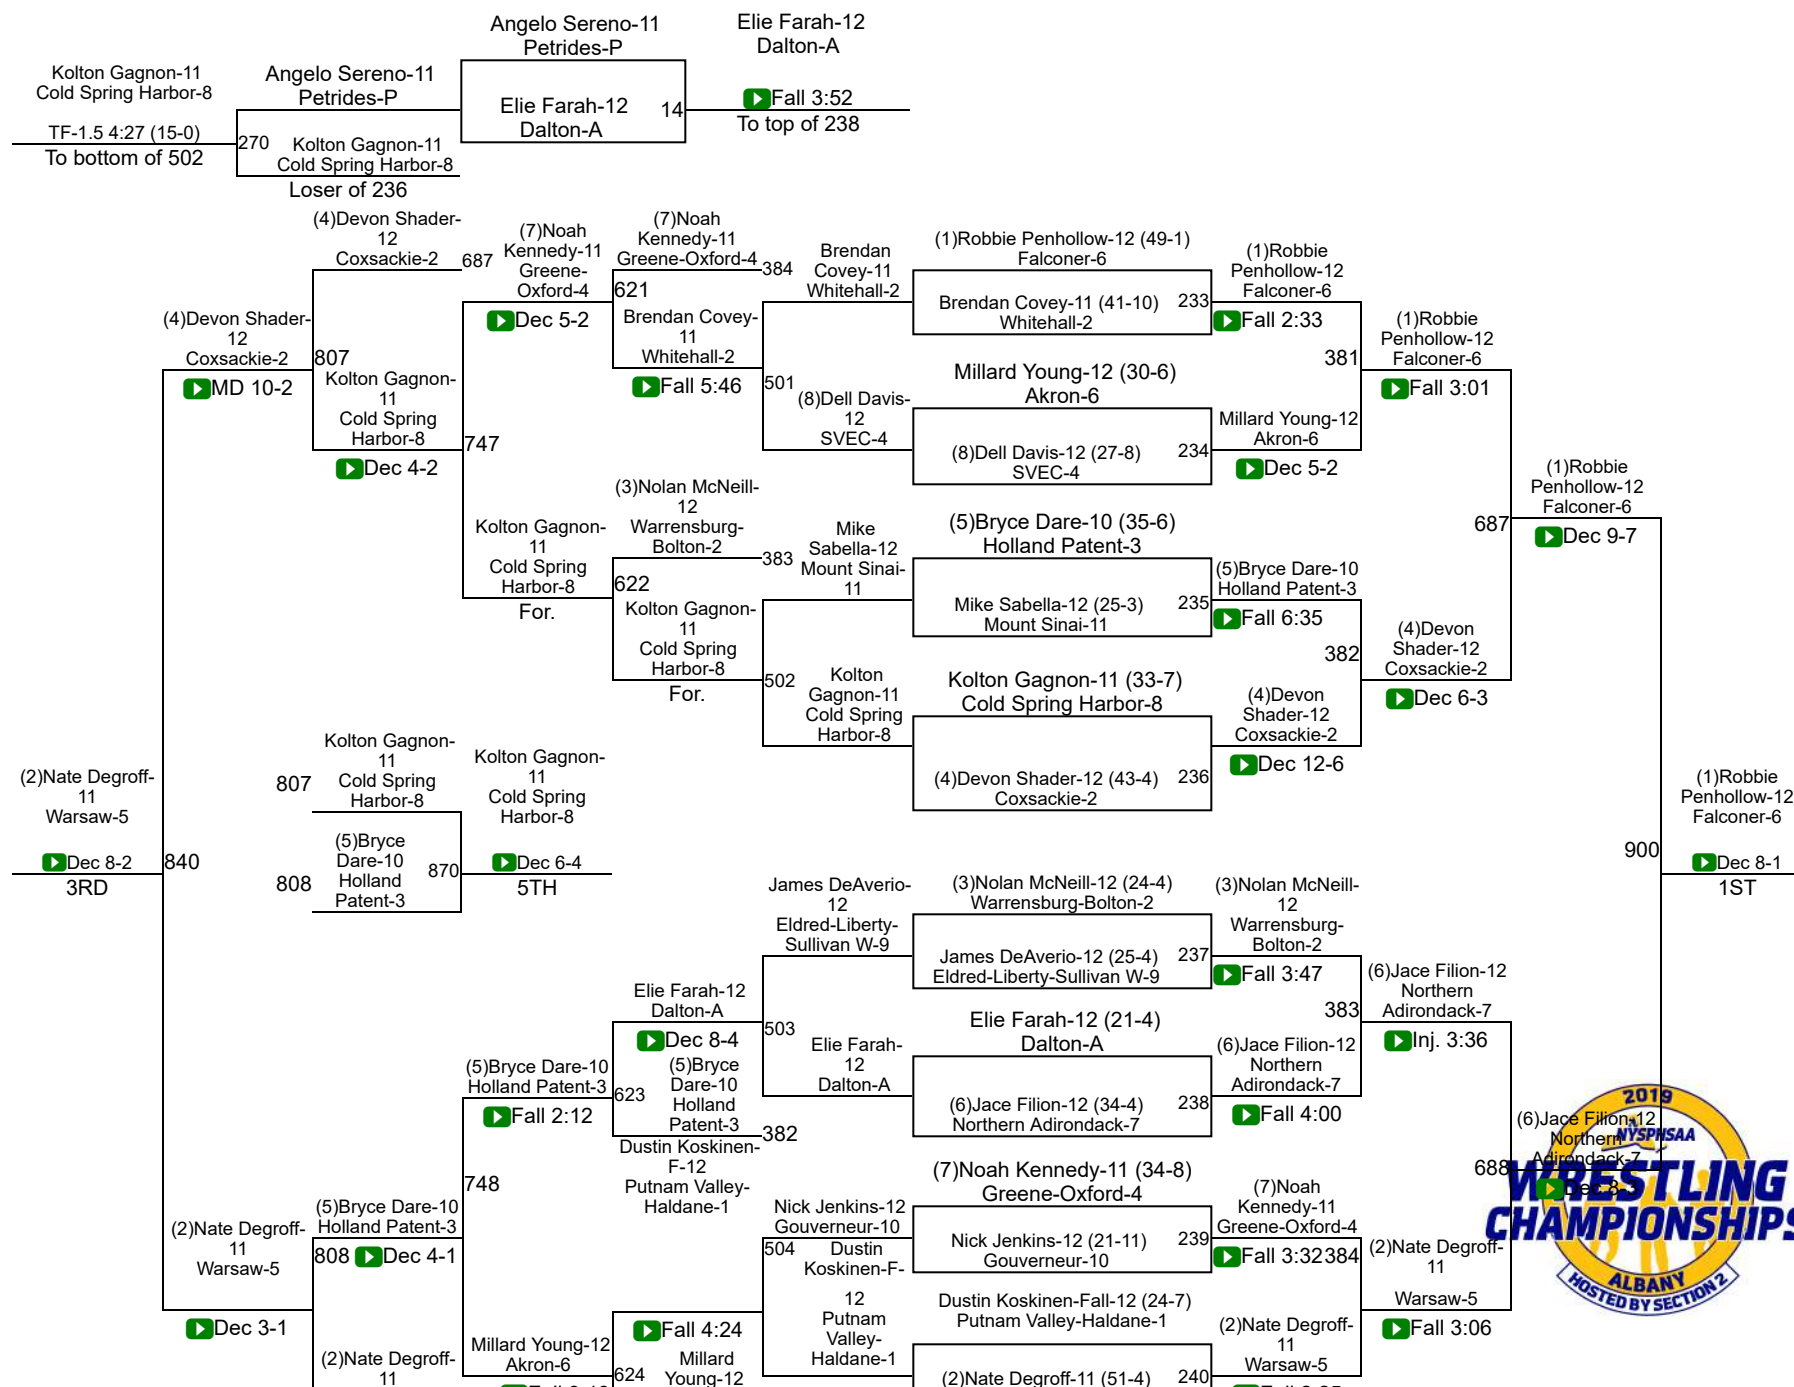 Angelo Sereno-11
Petrides-P
Elie Farah-12
Dalton-A
Kolton Gagnon-11
Cold Spring Harbor-8
Angelo Sereno-11
Petrides-P
Elie Farah-12
Dalton-A
14
Fall 3:52
To top of 238
TF-1.5 4:27 (15-0)
To bottom of 502
270
Kolton Gagnon-11
Cold Spring Harbor-8
Loser of 236
(4)Devon Shader-
12
Coxsackie-2
687
(7)Noah
Kennedy-11
Greene-
Oxford-4
Dec 5-2
(7)Noah
Kennedy-11
Greene-Oxford-4
384
621
Brendan Covey-
11
Whitehall-2
Fall 5:46
Brendan
Covey-11
Whitehall-2
501
(8)Dell Davis-
12
SVEC-4
(1)Robbie Penhollow-12 (49-1)
Falconer-6
Brendan Covey-11 (41-10)
Whitehall-2
233
(1)Robbie
Penhollow-12
Falconer-6
Fall 2:33
Millard Young-12 (30-6)
Akron-6
(8)Dell Davis-12 (27-8)
SVEC-4
234
Millard Young-12
Akron-6
Dec 5-2
381
(1)Robbie
Penhollow-12
Falconer-6
Fall 3:01
(4)Devon Shader-
12
Coxsackie-2
MD 10-2
807
Kolton Gagnon-
11
Cold Spring
Harbor-8
Dec 4-2
747
Kolton Gagnon-
11
Cold Spring
Harbor-8
For.
(3)Nolan McNeill-
12
Warrensburg-
Bolton-2
383
622
Kolton Gagnon-
11
Cold Spring
Harbor-8
For.
Mike
Sabella-12
Mount Sinai-
11
502
Kolton
Gagnon-11
Cold Spring
Harbor-8
(5)Bryce Dare-10 (35-6)
Holland Patent-3
Mike Sabella-12 (25-3)
Mount Sinai-11
235
(5)Bryce Dare-10
Holland Patent-3
Fall 6:35
Kolton Gagnon-11 (33-7)
Cold Spring Harbor-8
(4)Devon Shader-12 (43-4)
Coxsackie-2
236
(4)Devon
Shader-12
Coxsackie-2
Dec 12-6
382
(4)Devon
Shader-12
Coxsackie-2
Dec 6-3
687
(1)Robbie
Penhollow-12
Falconer-6
Dec 9-7
(2)Nate Degroff-
11
Warsaw-5
Dec 8-2
3RD
840
807
Kolton Gagnon-
11
Cold Spring
Harbor-8
808
(5)Bryce
Dare-10
Holland
Patent-3
870
Kolton Gagnon-
11
Cold Spring
Harbor-8
Dec 6-4
5TH
900
(1)Robbie
Penhollow-12
Falconer-6
Dec 8-1
1ST
James DeAverio-
12
Eldred-Liberty-
Sullivan W-9
(3)Nolan McNeill-12 (24-4)
Warrensburg-Bolton-2
James DeAverio-12 (25-4)
Eldred-Liberty-Sullivan W-9
237
(3)Nolan McNeill-
12
Warrensburg-
Bolton-2
Fall 3:47
Elie Farah-12
Dalton-A
Dec 8-4
503
Elie Farah-
12
Dalton-A
Elie Farah-12 (21-4)
Dalton-A
(6)Jace Filion-12 (34-4)
Northern Adirondack-7
238
(6)Jace Filion-12
Northern
Adirondack-7
Fall 4:00
383
(6)Jace Filion-12
Northern
Adirondack-7
Inj. 3:36
(5)Bryce Dare-10
Holland Patent-3
Fall 2:12
623
(5)Bryce
Dare-10
Holland
Patent-3
382
Dustin Koskinen-
F-12
Putnam Valley-
Haldane-1
748
(2)Nate Degroff-
11
Warsaw-5
Dec 3-1
(5)Bryce Dare-10
Holland Patent-3
808
Dec 4-1
Nick Jenkins-12
Gouverneur-10
504
Dustin
Koskinen-F-
12
Putnam
Valley-
Haldane-1
(7)Noah Kennedy-11 (34-8)
Greene-Oxford-4
Nick Jenkins-12 (21-11)
Gouverneur-10
239
(7)Noah
Kennedy-11
Greene-Oxford-4
Fall 3:32
384
(2)Nate Degroff-
11
Warsaw-5
Fall 3:06
688
(6)Jace Filion-12
Northern
Adirondack-7
2019
NYSPHSAA
WRESTLING
CHAMPIONSHIPS
ALBANY
HOSTED BY SECTION 2
Dustin Koskinen-Fall-12 (24-7)
Putnam Valley-Haldane-1
(2)Nate Degroff-11 (51-4)
240
(2)Nate Degroff-
11
Warsaw-5
(2)Nate Degroff-
11
Millard Young-12
Akron-6
Fall 4:24
624
Millard
Young-12